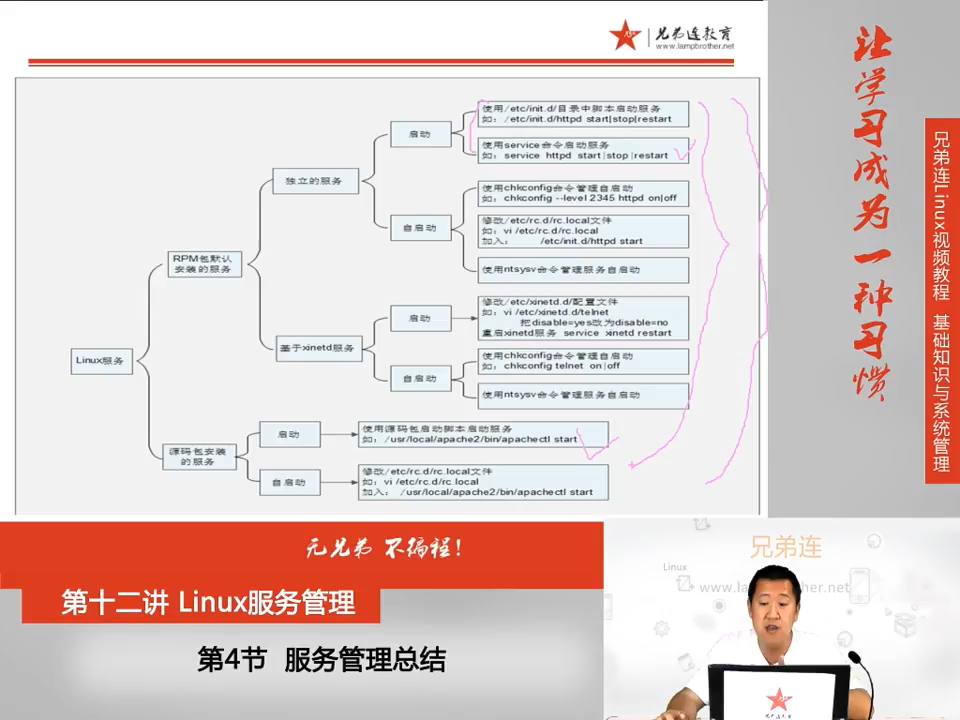 兄弟连教育
www.lampbrother.net
让学习成为一种习惯
兄弟连Linux视频教程 基础知识与系统管理
Linux服务
RPM包默认
安装的服务
独立的服务
启动
使用/etc/init.d/目录中脚本启动服务
如：/etc/init.d/httpd start|stop|restart
使用service命令启动服务
如：service httpd start |stop |restart
自启动
使用chkconfig命令管理自启动
如：chkconfig --level 2345 httpd on|off
修改/etc/rc.d/rc.local文件
如：vi /etc/rc.d/rc.local
加入： /etc/init.d/httpd start
使用ntsysv命令管理服务自启动
基于xinetd服务
启动
修改/etc/xinetd.d/配置文件
如：vi /etc/xinetd.d/telnet
把disable=yes改为disable=no
重启xinetd服务 service xinetd restart
自启动
使用chkconfig命令管理自启动
如：chkconfig telnet on |off
使用ntsysv命令管理服务自启动
源码包安装
的服务
启动
使用源码包启动脚本启动服务
如：/usr/local/apache2/bin/apachectl start
自启动
修改/etc/rc.d/rc.local文件
如：vi /etc/rc.d/rc.local
加入： /usr/local/apache2/bin/apachectl start
无兄弟 不编程！
第十二讲 Linux服务管理
第4节 服务管理总结
兄弟连
Linux